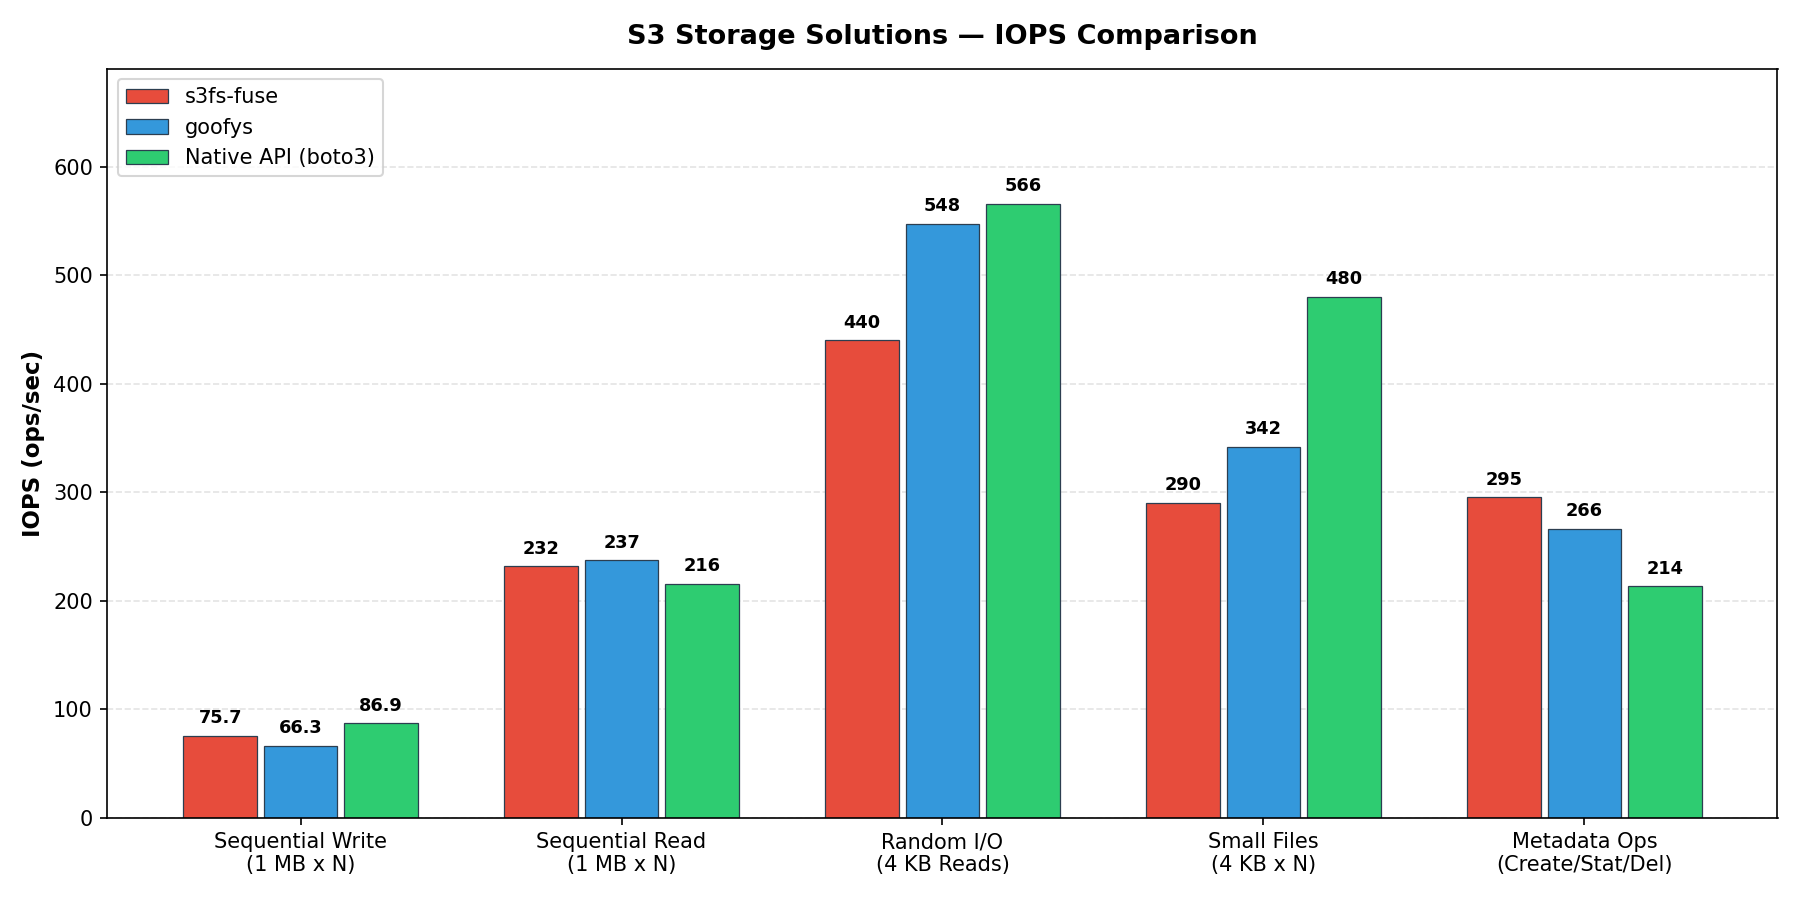 S3 Storage Solutions — IOPS Comparison
s3fs-fuse
goofys
Native API (boto3)
IOPS (ops/sec)
600
500
400
300
200
100
0
75.7
66.3
86.9
232
237
216
440
548
566
290
342
480
295
266
214
Sequential Write
(1 MB x N)
Sequential Read
(1 MB x N)
Random I/O
(4 KB Reads)
Small Files
(4 KB x N)
Metadata Ops
(Create/Stat/Del)